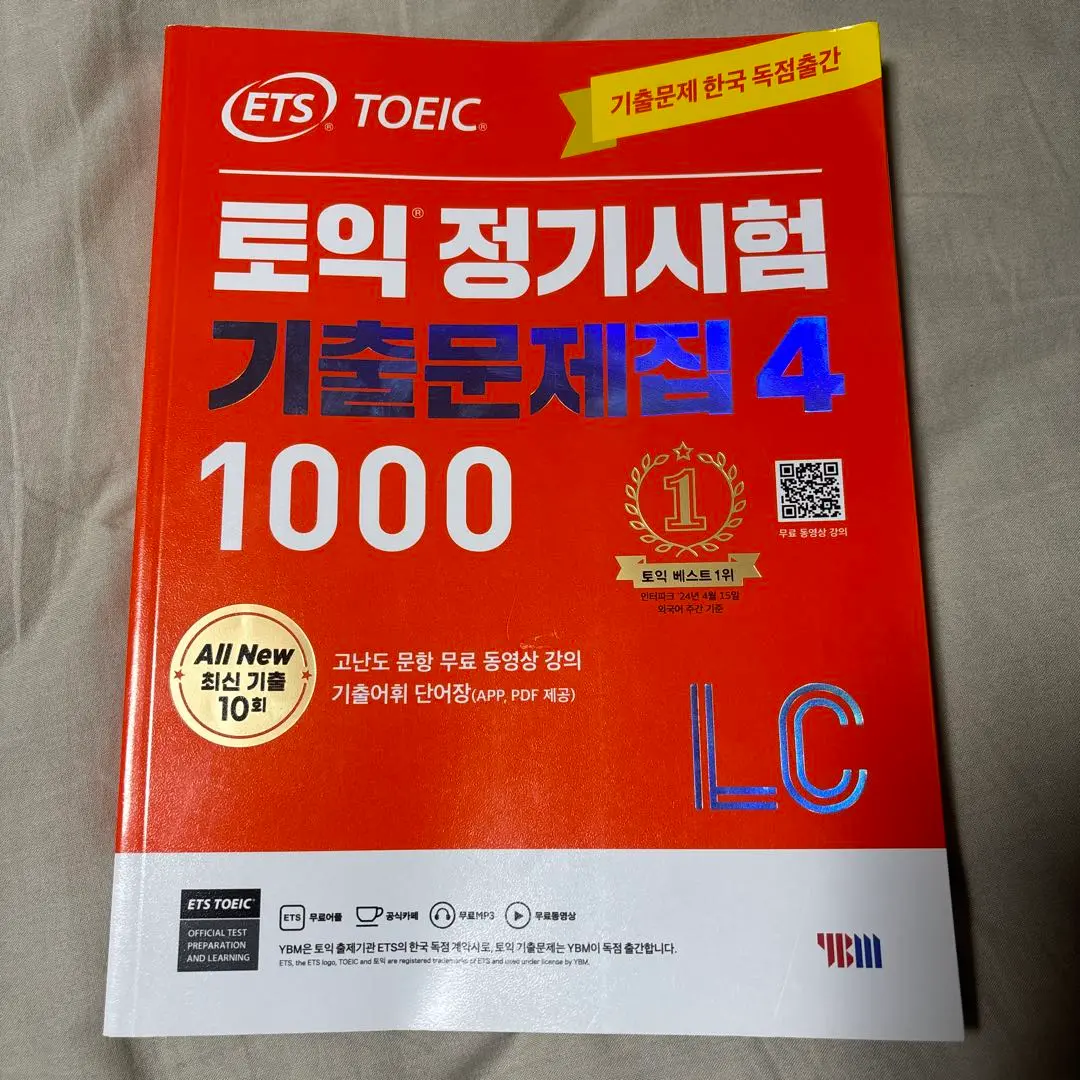 ETS® TOEIC®
기출문제 한국 독점출간
토익® 정기시험
기출문제집 4
1000
1
무료 동영상 강의
토익 베스트 1위
인터파크 '24년 4월 15일
외국어 주간 기준
All New
최신 기출
10회
고난도 문항 무료 동영상 강의
기출어휘 단어장(APP, PDF 제공)
LC
ETS TOEIC®
OFFICIAL TEST
PREPARATION
AND LEARNING
ETS 무료어플 공식카페 무료MP3 무료동영상
YBM은 토익 출제기관 ETS의 한국 독점 계약사로, 토익 기출문제는 YBM이 독점 출간합니다.
ETS, the ETS logo, TOEIC and 토익 are registered trademarks of ETS and used under license by YBM.
YBM